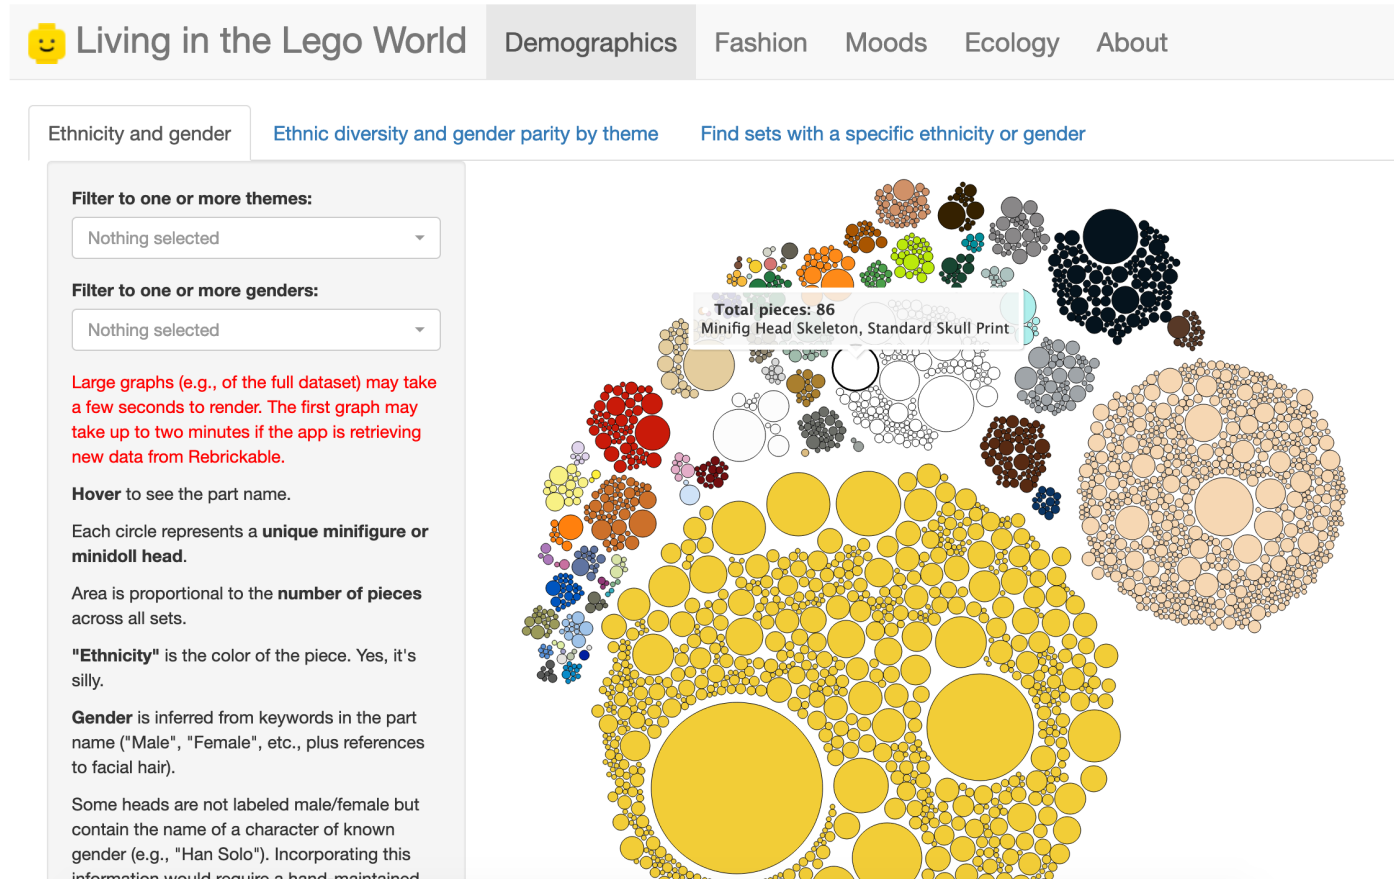 Living in the Lego World
Demographics
Fashion
Moods
Ecology
About
Ethnicity and gender
Ethnic diversity and gender parity by theme
Find sets with a specific ethnicity or gender
Filter to one or more themes:
Nothing selected
Filter to one or more genders:
Nothing selected
Large graphs (e.g., of the full dataset) may take
a few seconds to render. The first graph may
take up to two minutes if the app is retrieving
new data from Rebrickable.
Hover to see the part name.
Each circle represents a unique minifigure or
minidoll head.
Area is proportional to the number of pieces
across all sets.
"Ethnicity" is the color of the piece. Yes, it's
silly.
Gender is inferred from keywords in the part
name ("Male", "Female", etc., plus references
to facial hair).
Some heads are not labeled male/female but
contain the name of a character of known
gender (e.g., "Han Solo"). Incorporating this
information would require a hand-maintained
Total pieces: 86
Minifig Head Skeleton, Standard Skull Print